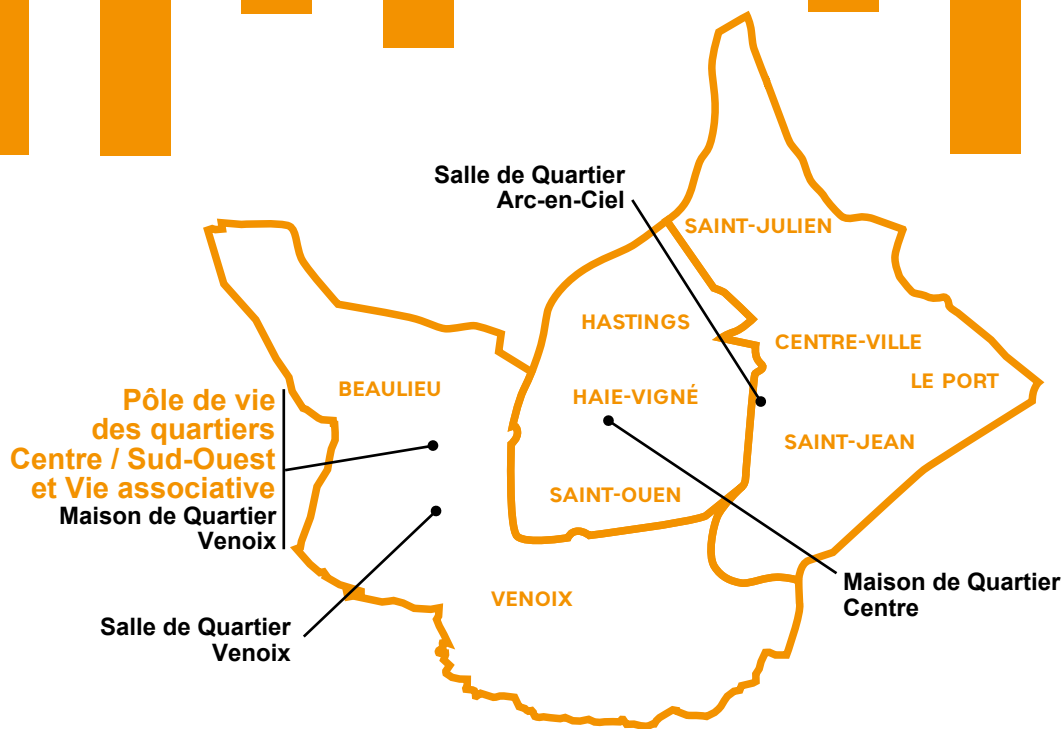 Salle de Quartier
Arc-en-Ciel
SAINT-JULIEN
HASTINGS
CENTRE-VILLE
LE PORT
BEAULIEU
HAIE-VIGNÉ
SAINT-JEAN
SAINT-OUEN
Pôle de vie
des quartiers
Centre / Sud-Ouest
et Vie associative
Maison de Quartier
Venoix
VENOIX
Maison de Quartier
Centre
Salle de Quartier
Venoix